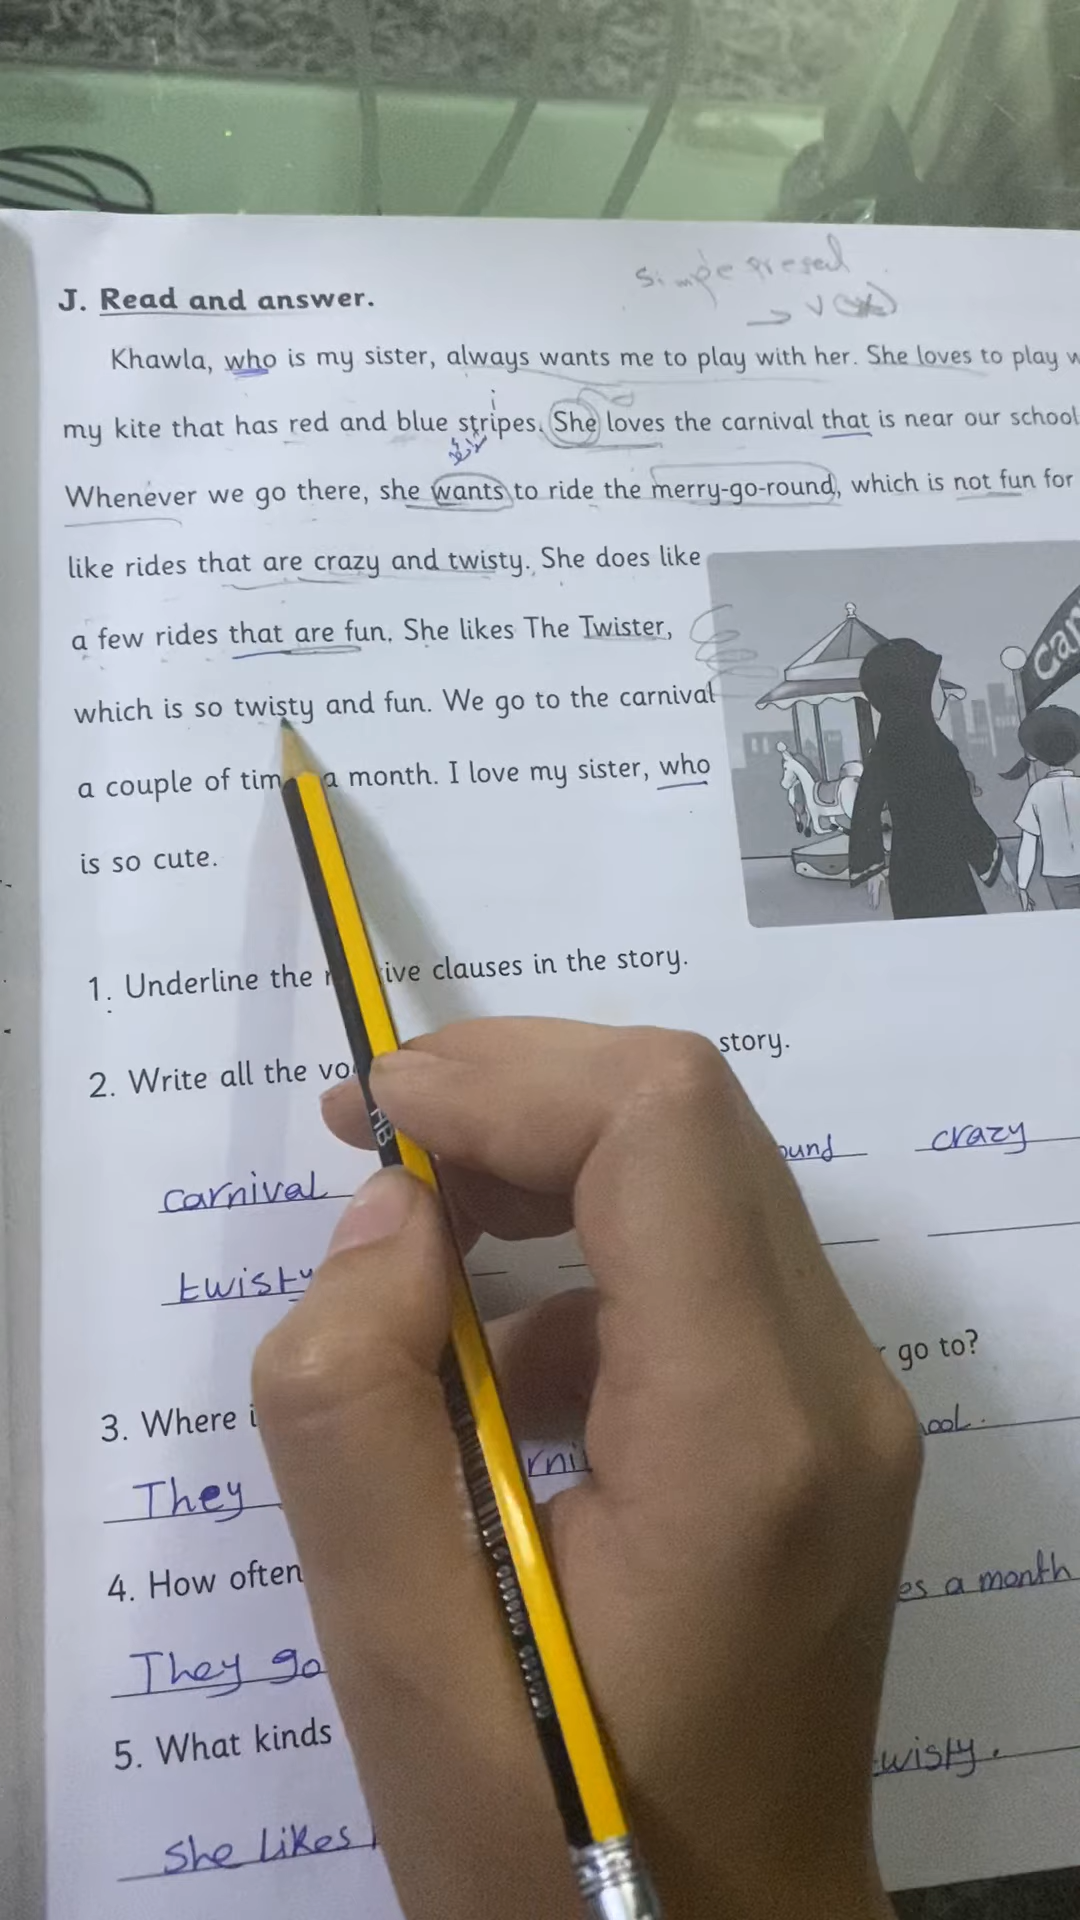 simple
J. Read and answer.
Khawla, who is my sister, always wants me to play with her. She loves to play
i
my kite that has red and blue stripes. She loves the carnival that is near our school
Whenever we go there, she wants to ride the merry-go-round, which is not fun for
like rides that are crazy and twisty. She does like
a few rides that are fun. She likes The Twister,
which is so twisty and fun. We go to the carnival
a couple of tim a month. I love my sister, who
is so cute.
Car
1. Underline the ive clauses in the story.
2. Write all the vo story.
carnival ound crazy
twisty
3. Where i go to?
They rni ool.
4. How often
They go es a month
5. What kinds
She likes wisty.
HB